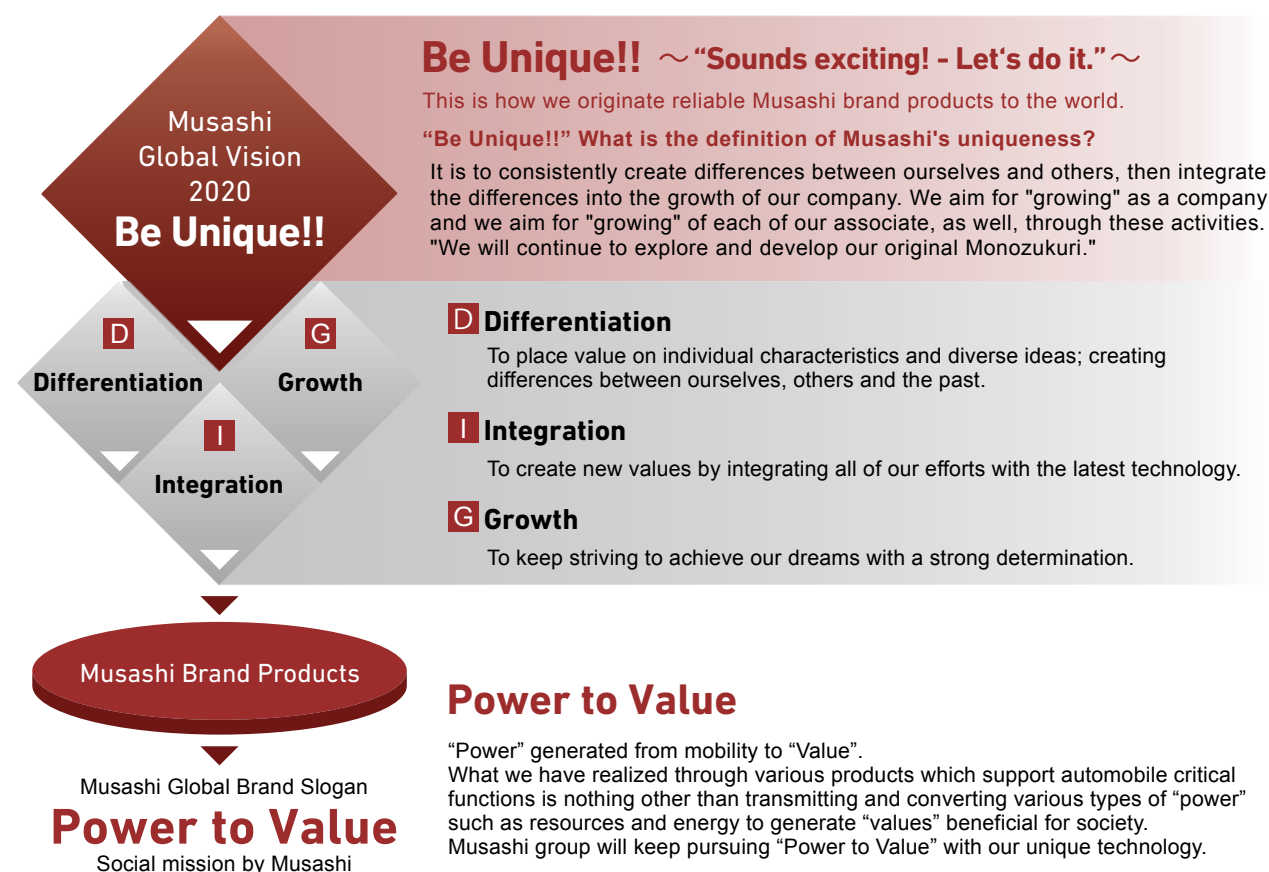 Musashi
Global Vision
2020
Be Unique!!
D
Differentiation
G
Growth
I
Integration
Musashi Brand Products
Musashi Global Brand Slogan
Power to Value
Social mission by Musashi
Be Unique!! ～“Sounds exciting! - Let‘s do it.”～
This is how we originate reliable Musashi brand products to the world.
“Be Unique!!” What is the definition of Musashi's uniqueness?
It is to consistently create differences between ourselves and others, then integrate
the differences into the growth of our company. We aim for "growing" as a company
and we aim for "growing" of each of our associate, as well, through these activities.
"We will continue to explore and develop our original Monozukuri."
D Differentiation
To place value on individual characteristics and diverse ideas; creating
differences between ourselves, others and the past.
I Integration
To create new values by integrating all of our efforts with the latest technology.
G Growth
To keep striving to achieve our dreams with a strong determination.
Power to Value
“Power” generated from mobility to “Value”.
What we have realized through various products which support automobile critical
functions is nothing other than transmitting and converting various types of “power”
such as resources and energy to generate “values” beneficial for society.
Musashi group will keep pursuing “Power to Value” with our unique technology.